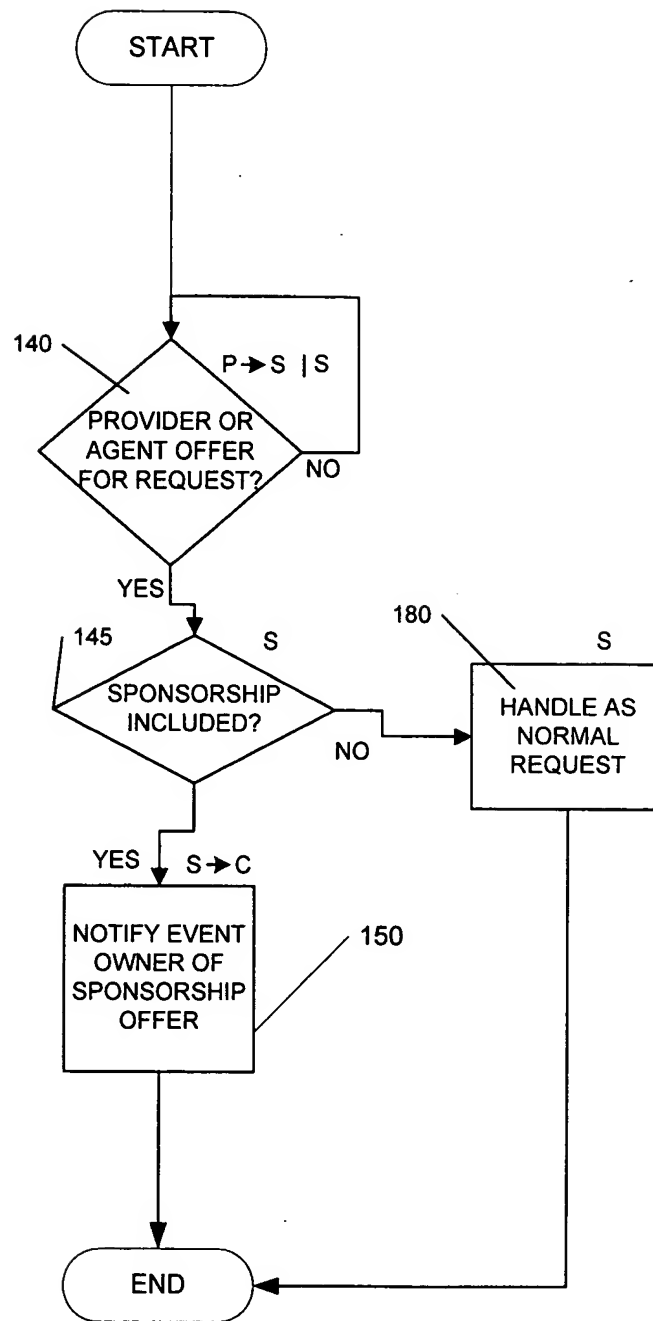 START
140
P→S | S
PROVIDER OR
AGENT OFFER
FOR REQUEST?
NO
YES
145
S
SPONSORSHIP
INCLUDED?
NO
180
S
HANDLE AS
NORMAL
REQUEST
YES
S→C
NOTIFY EVENT
OWNER OF
SPONSORSHIP
OFFER
150
END